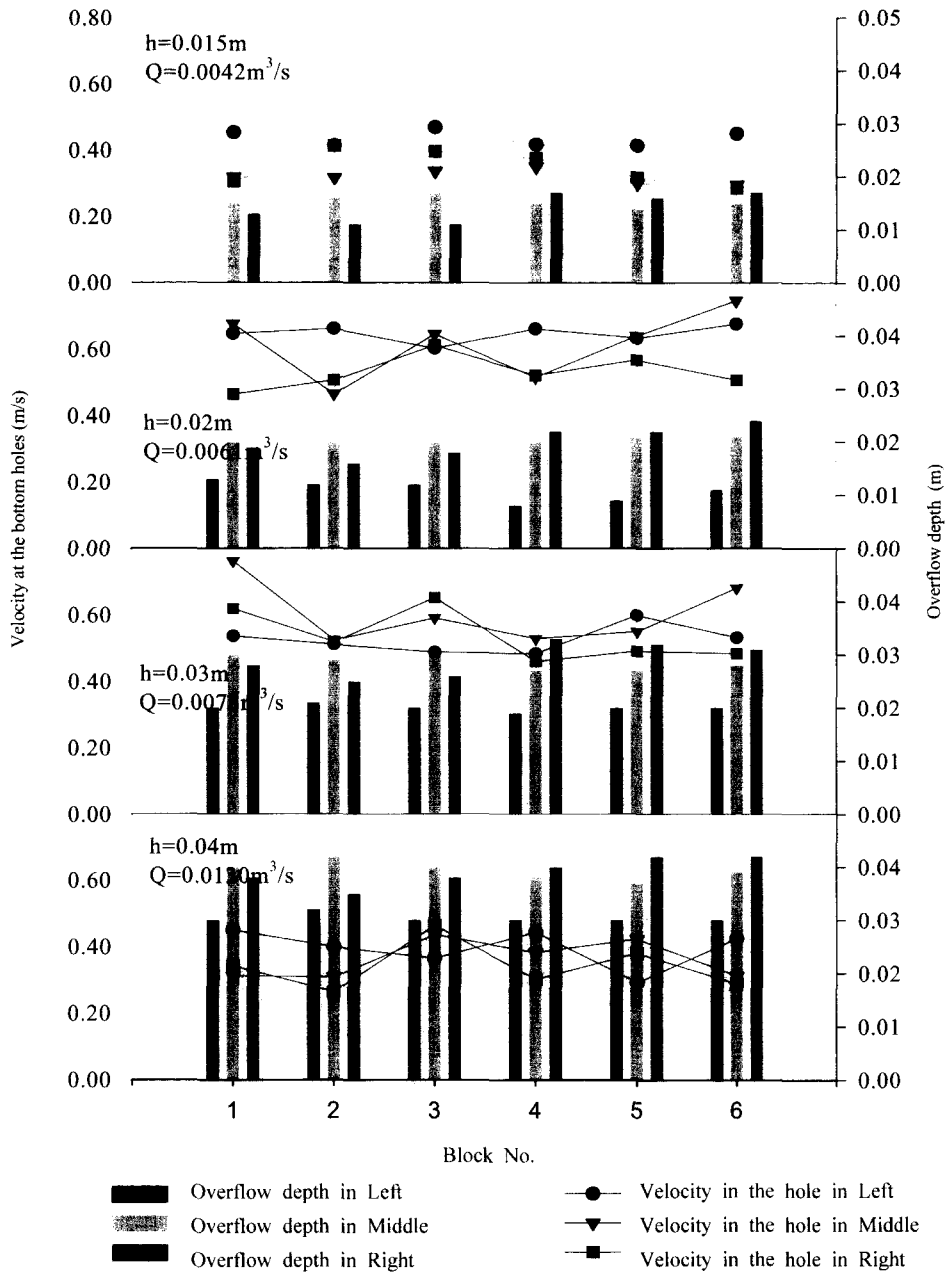 0.80
0.60
0.40
0.20
0.00
0.60
0.40
0.20
0.00
0.60
0.40
0.20
0.00
0.60
0.40
0.20
0.00
Velocity at the bottom holes (m/s)
h=0.015m
Q=0.0042m³/s
h=0.02m
h=0.03m
h=0.04m
0.05
0.04
0.03
0.02
0.01
0.00
0.04
0.03
0.02
0.01
0.00
0.04
0.03
0.02
0.01
0.00
0.04
0.03
0.02
0.01
0.00
Overflow depth (m)
1 2 3 4 5 6
Block No.
Overflow depth in Left
Overflow depth in Middle
Overflow depth in Right
Velocity in the hole in Left
Velocity in the hole in Middle
Velocity in the hole in Right